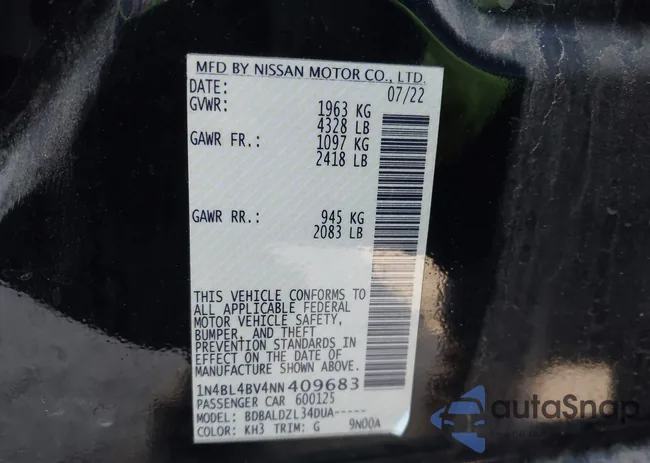 MFD BY NISSAN MOTOR CO., LTD.
DATE: 07/22
GVWR: 1963 KG
4328 LB
GAWR FR.: 1097 KG
2418 LB
GAWR RR.: 945 KG
2083 LB
THIS VEHICLE CONFORMS TO
ALL APPLICABLE FEDERAL
MOTOR VEHICLE SAFETY,
BUMPER, AND THEFT
PREVENTION STANDARDS IN
EFFECT ON THE DATE OF
MANUFACTURE SHOWN ABOVE.
1N4BL4BV4NN409683
PASSENGER CAR 600125
MODEL: BDBALDZL34DUA-----
COLOR: KH3 TRIM: G 9N00A
autoSnap